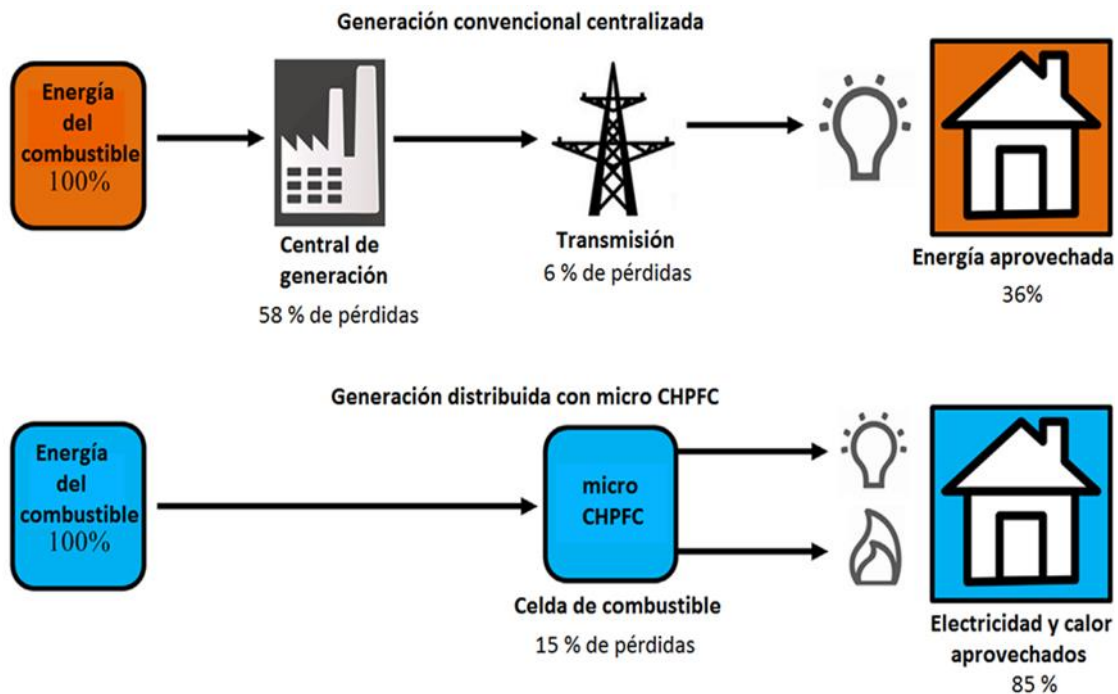 Generación convencional centralizada
Energía
del
combustible
100%
Central de
generación
58 % de pérdidas
Transmisión
6 % de pérdidas
Energía aprovechada
36%
Generación distribuida con micro CHPFC
Energía
del
combustible
100%
micro
CHPFC
Celda de combustible
15 % de pérdidas
Electricidad y calor
aprovechados
85 %